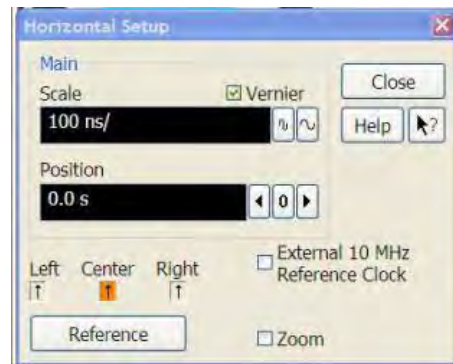 Horizontal Setup
Main
Scale
Vernier
Close
100 ns/
Help
?
Position
0.0 s
0
Left Center Right
External 10 MHz
Reference Clock
Reference
Zoom